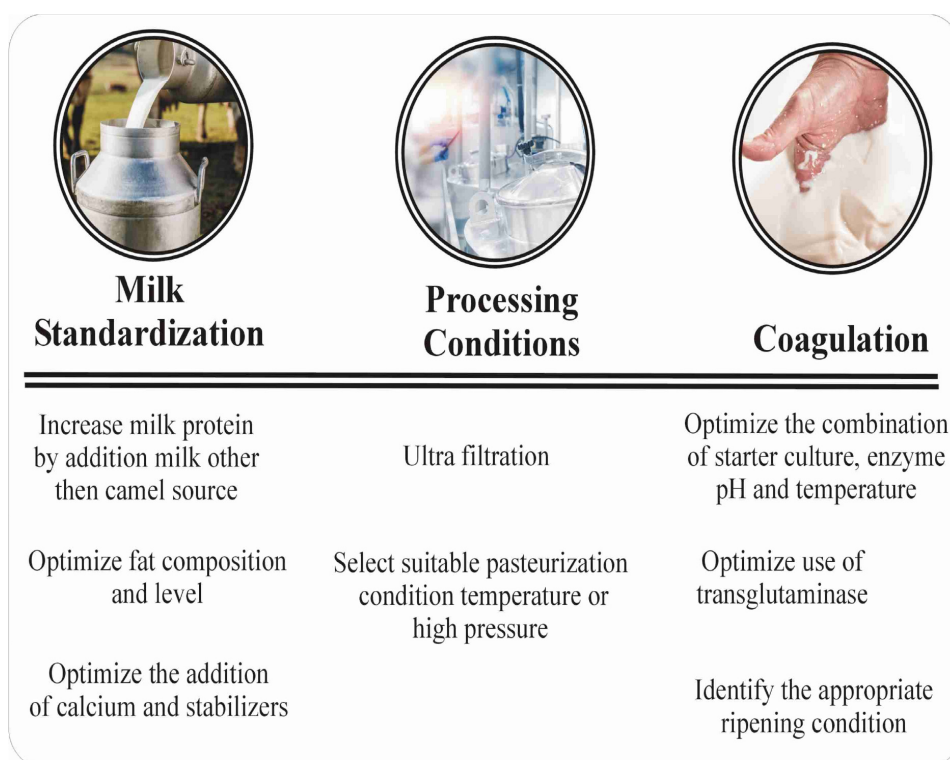 Milk
Standardization
Processing
Conditions
Coagulation
Increase milk protein
by addition milk other
then camel source
Optimize fat composition
and level
Optimize the addition
of calcium and stabilizers
Ultra filtration
Select suitable pasteurization
condition temperature or
high pressure
Optimize the combination
of starter culture, enzyme
pH and temperature
Optimize use of
transglutaminase
Identify the appropriate
ripening condition